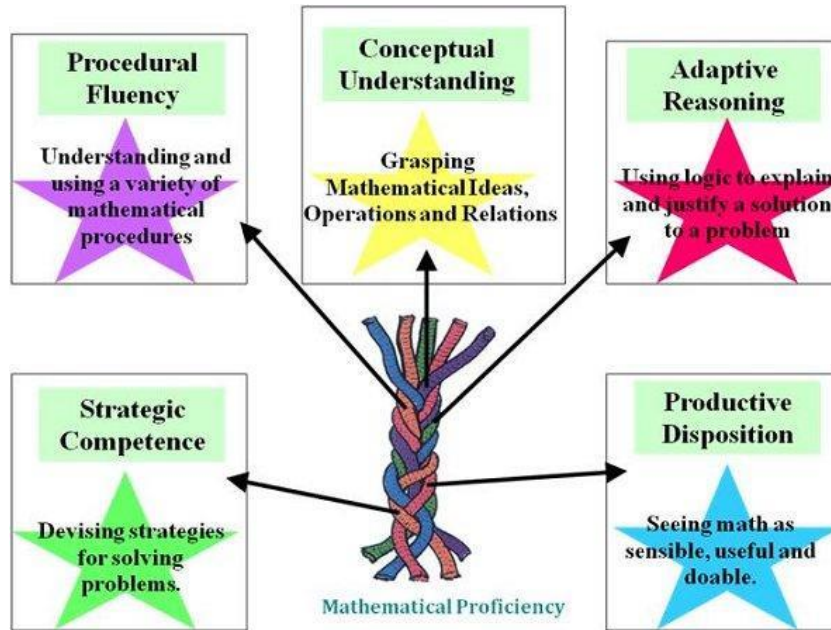 Procedural
Fluency
Understanding and
using a variety of
mathematical
procedures
Conceptual
Understanding
Grasping
Mathematical Ideas,
Operations and Relations
Adaptive
Reasoning
Using logic to explain
and justify a solution
to a problem
Strategic
Competence
Devising strategies
for solving
problems.
Productive
Disposition
Seeing math as
sensible, useful and
doable.
Mathematical Proficiency